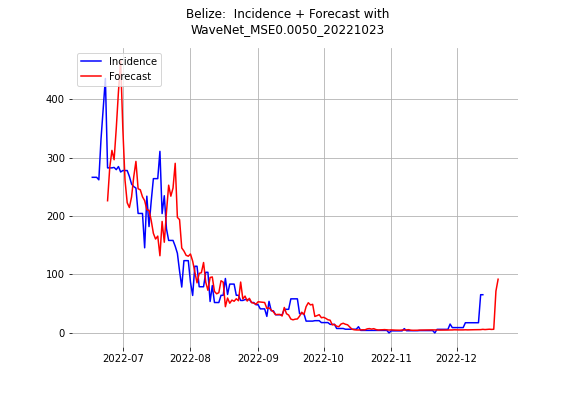 Belize:  Incidence + Forecast with
WaveNet_MSE0.0050_20221023
Incidence
Forecast
400
300
200
100
0
2022-07 2022-08 2022-09 2022-10 2022-11 2022-12